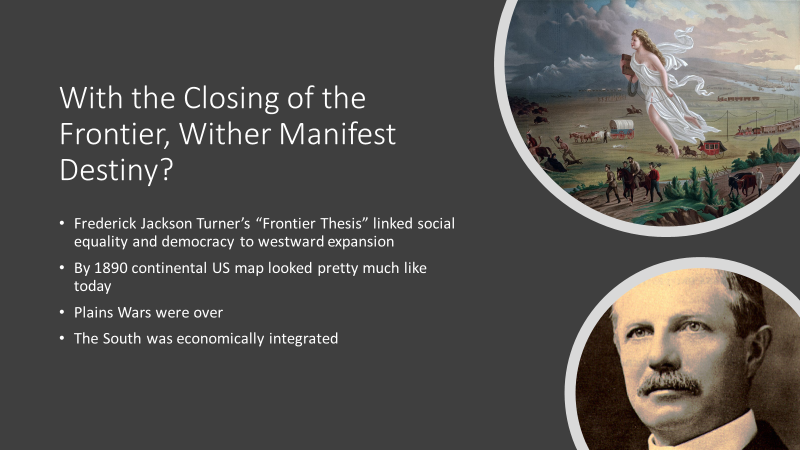 With the Closing of the
Frontier, Wither Manifest
Destiny?
• Frederick Jackson Turner’s “Frontier Thesis” linked social
equality and democracy to westward expansion
• By 1890 continental US map looked pretty much like
today
• Plains Wars were over
• The South was economically integrated